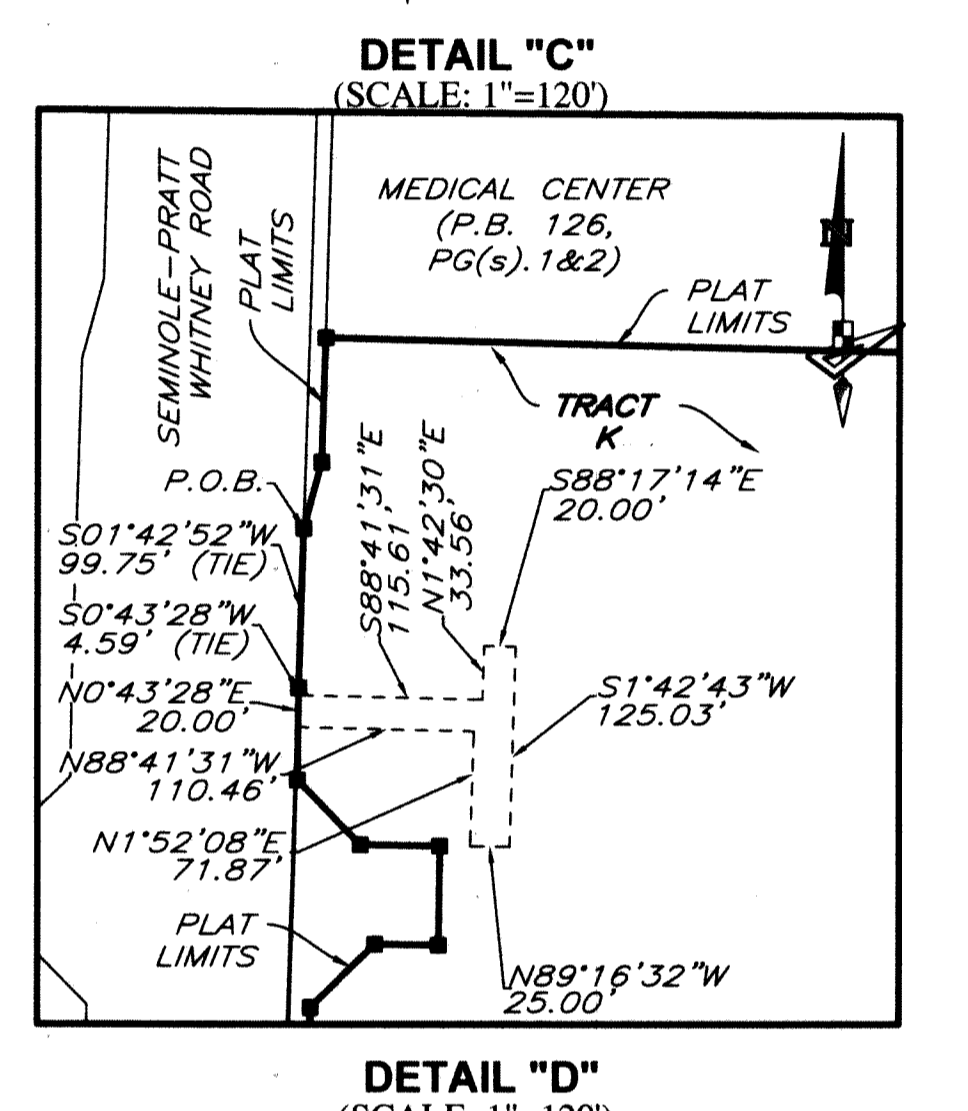 DETAIL "C"
(SCALE: 1"=120')
SEMINOLE-PRATT
WHITNEY ROAD
PLAT
LIMITS
MEDICAL CENTER
(P.B. 126,
PG(s). 1&2)
N
PLAT
LIMITS
TRACT
K
P.O.B.
S01°42'52"W
99.75' (TIE)
S0°43'28"W
4.59' (TIE)
N0°43'28"E
20.00'
N88°41'31"W
110.46'
N1°52'08"E
71.87'
S88°41'31"E
115.61'
N1°42'30"E
33.56'
S88°17'14"E
20.00'
S1°42'43"W
125.03'
PLAT
LIMITS
N89°16'32"W
25.00'
DETAIL "D"
(SCALE: 1"=120')